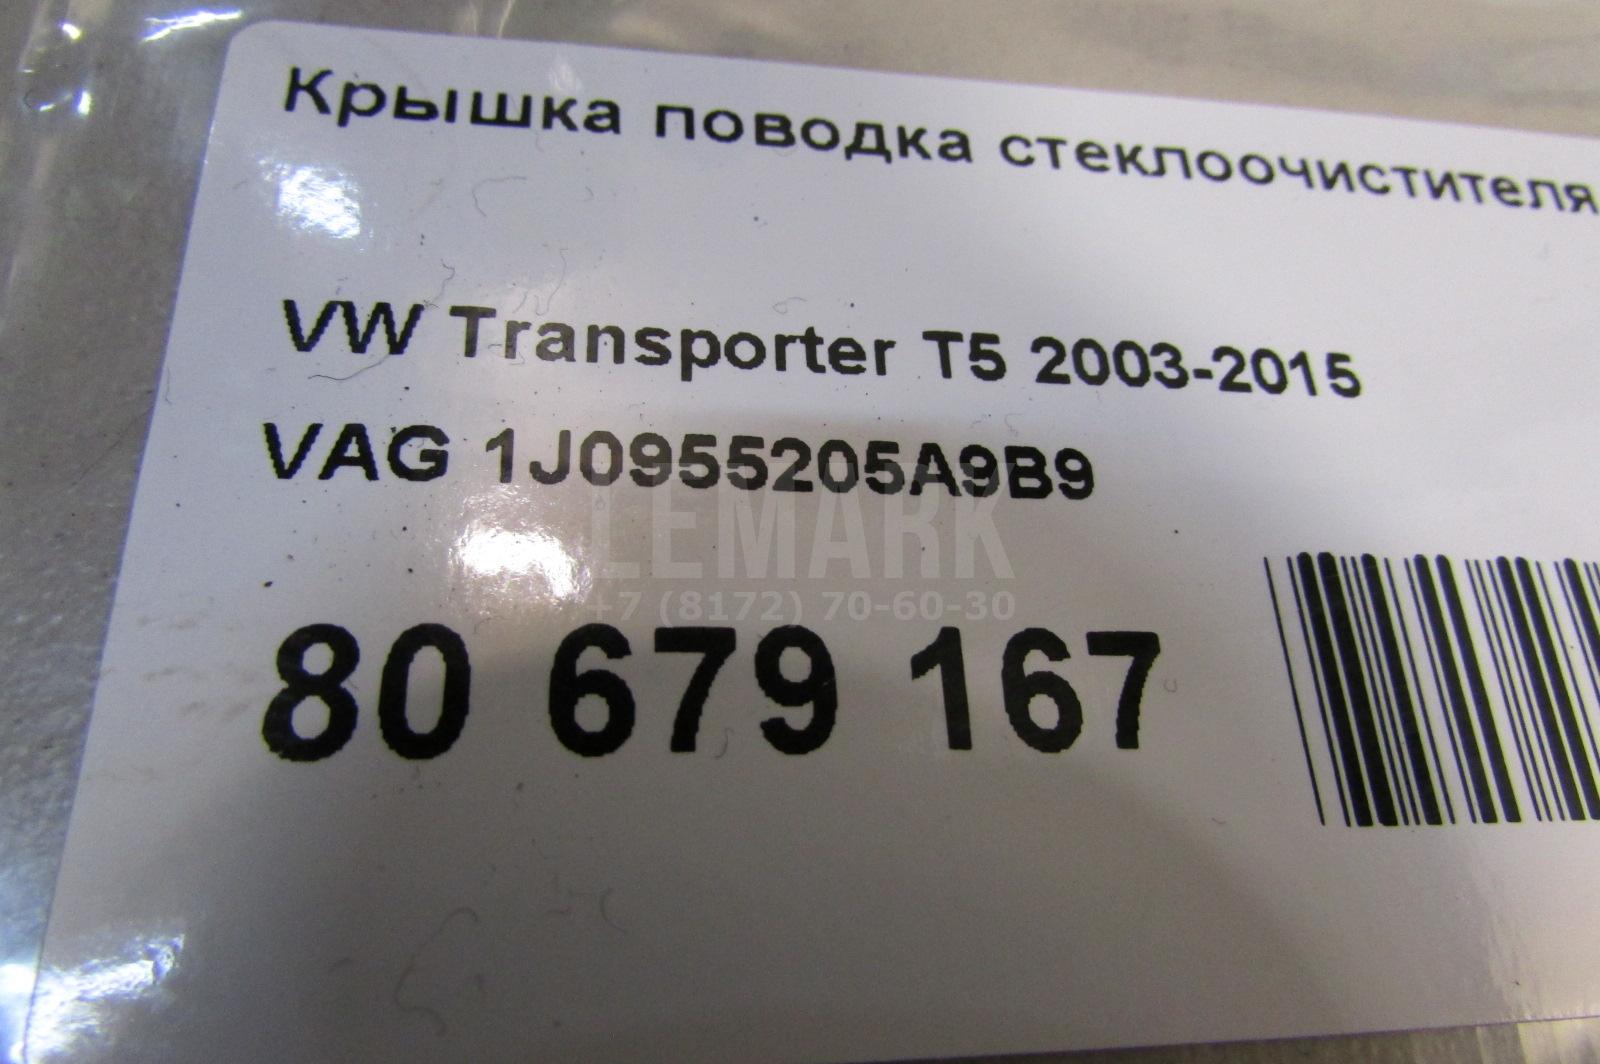 Крышка поводка стеклоочистителя
VW Transporter T5 2003-2015
VAG 1J0955205A9B9
LEMARK
+7 (8172) 70-60-30
80 679 167